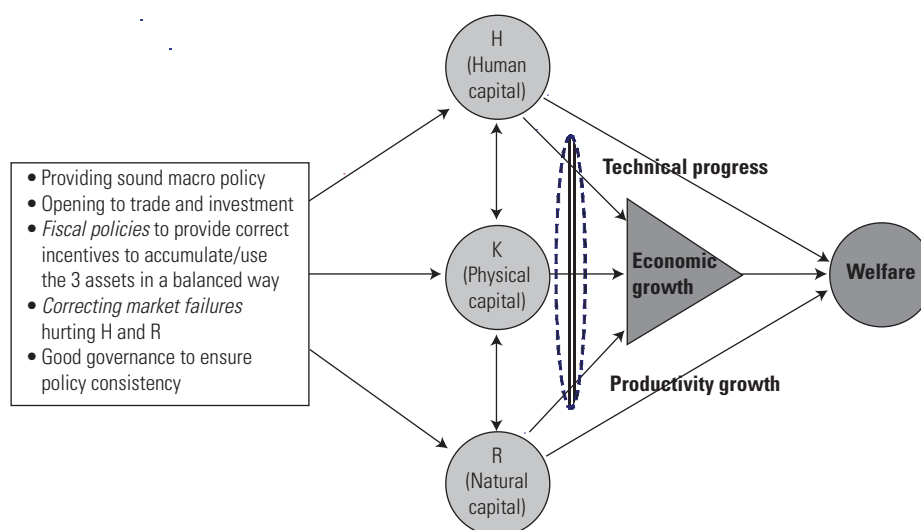 • Providing sound macro policy
• Opening to trade and investment
• Fiscal policies to provide correct
incentives to accumulate/use
the 3 assets in a balanced way
• Correcting market failures
hurting H and R
• Good governance to ensure
policy consistency
H
(Human
capital)
K
(Physical
capital)
R
(Natural
capital)
Technical progress
Economic
growth
Productivity growth
Welfare